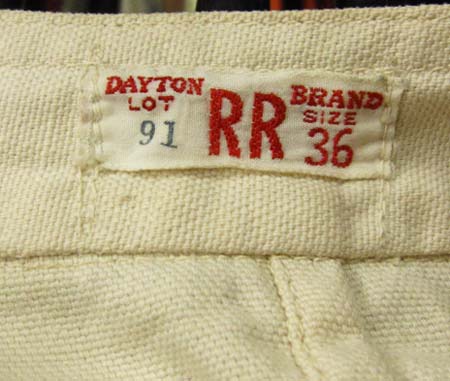 DAYTON RR BRAND
LOT SIZE
91 36